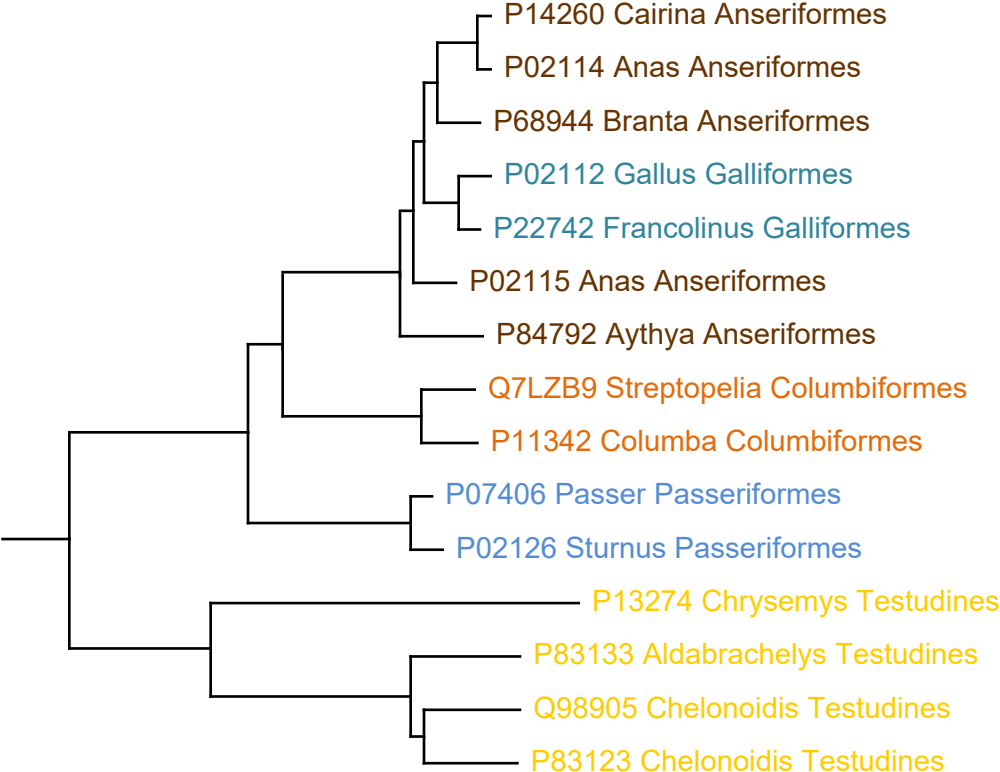 P14260 Cairina Anseriformes
P02114 Anas Anseriformes
P68944 Branta Anseriformes
P02112 Gallus Galliformes
P22742 Francolinus Galliformes
P02115 Anas Anseriformes
P84792 Aythya Anseriformes
Q7LZB9 Streptopelia Columbiformes
P11342 Columba Columbiformes
P07406 Passer Passeriformes
P02126 Sturnus Passeriformes
P13274 Chrysemys Testudines
P83133 Aldabrachelys Testudines
Q98905 Chelonoidis Testudines
P83123 Chelonoidis Testudines